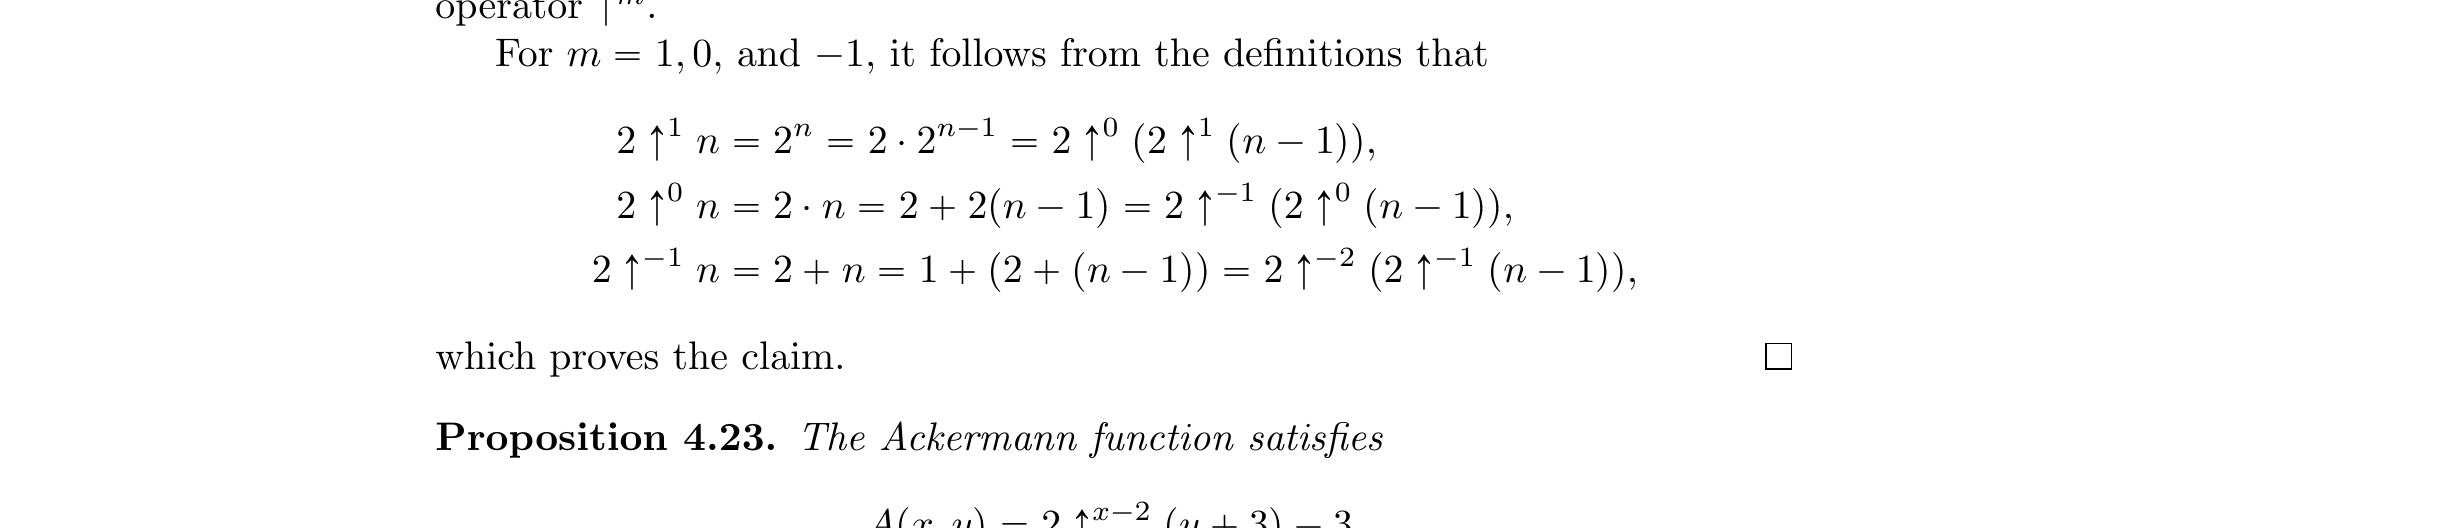 operator ↑ᵐ.
For m = 1, 0, and −1, it follows from the definitions that
2 ↑¹ n = 2ⁿ = 2 · 2ⁿ⁻¹ = 2 ↑⁰ (2 ↑¹ (n − 1)),
2 ↑⁰ n = 2 · n = 2 + 2(n − 1) = 2 ↑⁻¹ (2 ↑⁰ (n − 1)),
2 ↑⁻¹ n = 2 + n = 1 + (2 + (n − 1)) = 2 ↑⁻² (2 ↑⁻¹ (n − 1)),
which proves the claim. □
Proposition 4.23. The Ackermann function satisfies
A(x, y) = 2 ↑ˣ⁻² (y + 3) − 3